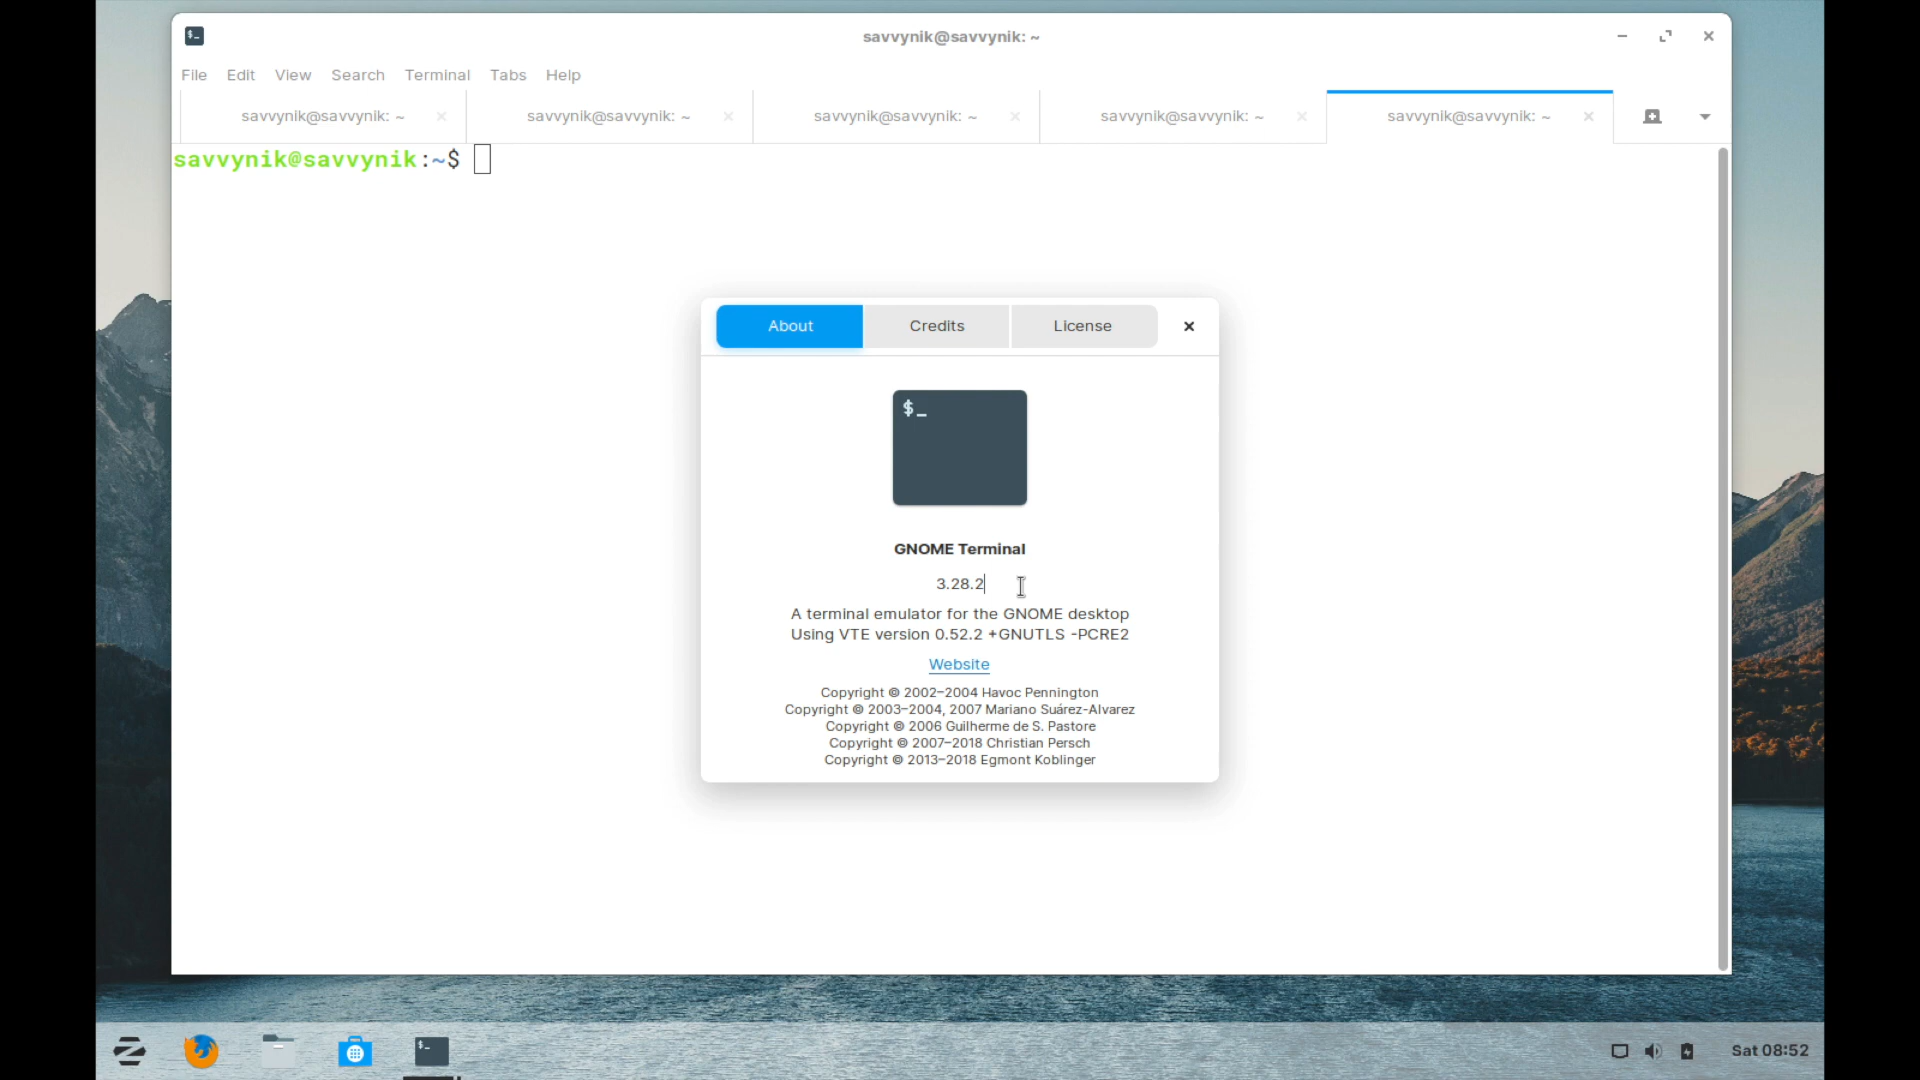 savvynik@savvynik: ~
File Edit View Search Terminal Tabs Help
savvynik@savvynik: ~ savvynik@savvynik: ~ savvynik@savvynik: ~ savvynik@savvynik: ~ savvynik@savvynik: ~
savvynik@savvynik:~$
About Credits License
$_
GNOME Terminal
3.28.2
A terminal emulator for the GNOME desktop
Using VTE version 0.52.2 +GNUTLS -PCRE2
Website
Copyright © 2002–2004 Havoc Pennington
Copyright © 2003–2004, 2007 Mariano Suárez-Alvarez
Copyright © 2006 Guilherme de S. Pastore
Copyright © 2007–2018 Christian Persch
Copyright © 2013–2018 Egmont Koblinger
Sat 08:52